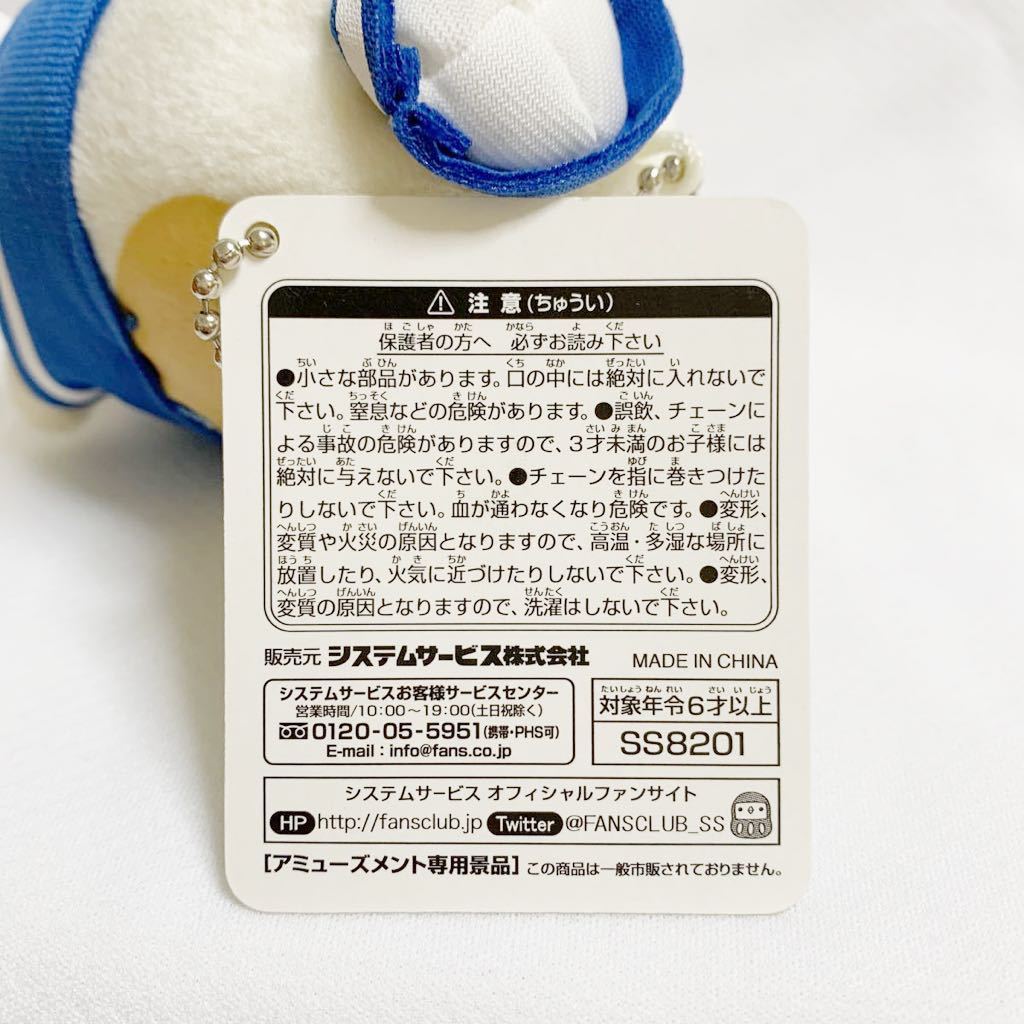 ⚠ 注意(ちゅうい)
保護者の方へ 必ずお読み下さい
●小さな部品があります。口の中には絶対に入れないで
下さい。窒息などの危険があります。●誤飲、チェーンに
よる事故の危険がありますので、3才未満のお子様には
絶対に与えないで下さい。●チェーンを指に巻きつけた
りしないで下さい。血が通わなくなり危険です。●変形、
変質や火災の原因となりますので、高温・多湿な場所に
放置したり、火気に近づけたりしないで下さい。●変形、
変質の原因となりますので、洗濯はしないで下さい。
販売元 システムサービス株式会社 MADE IN CHINA
システムサービスお客様サービスセンター
営業時間/10:00〜19:00(土日祝除く)
0120-05-5951(携帯・PHS可)
E-mail : info@fans.co.jp
対象年令6才以上
SS8201
システムサービス オフィシャルファンサイト
HP http://fansclub.jp Twitter @FANSCLUB_SS
[アミューズメント専用景品] この商品は一般市販されておりません。